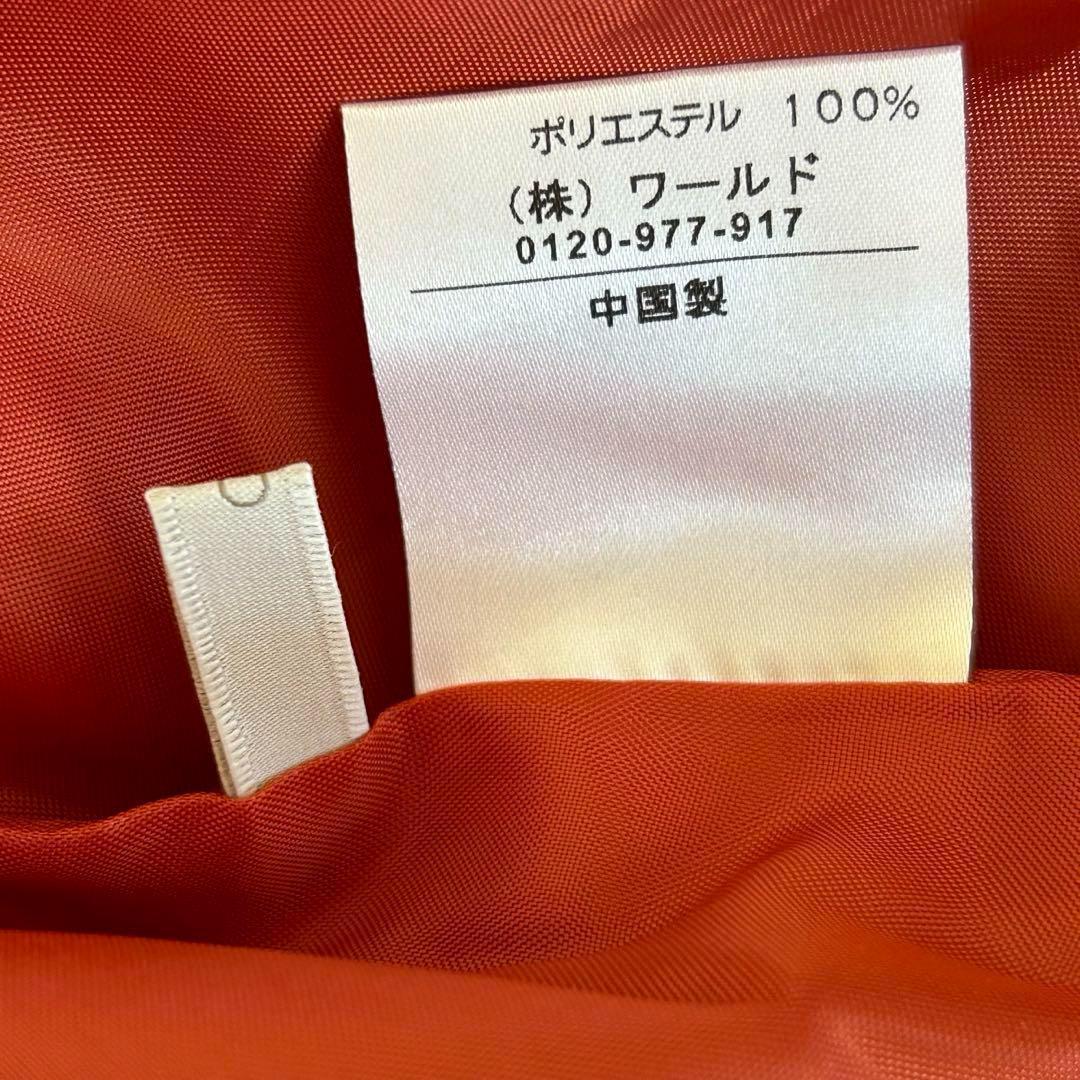 ポリエステル 100%
(株) ワールド
0120-977-917
中国製